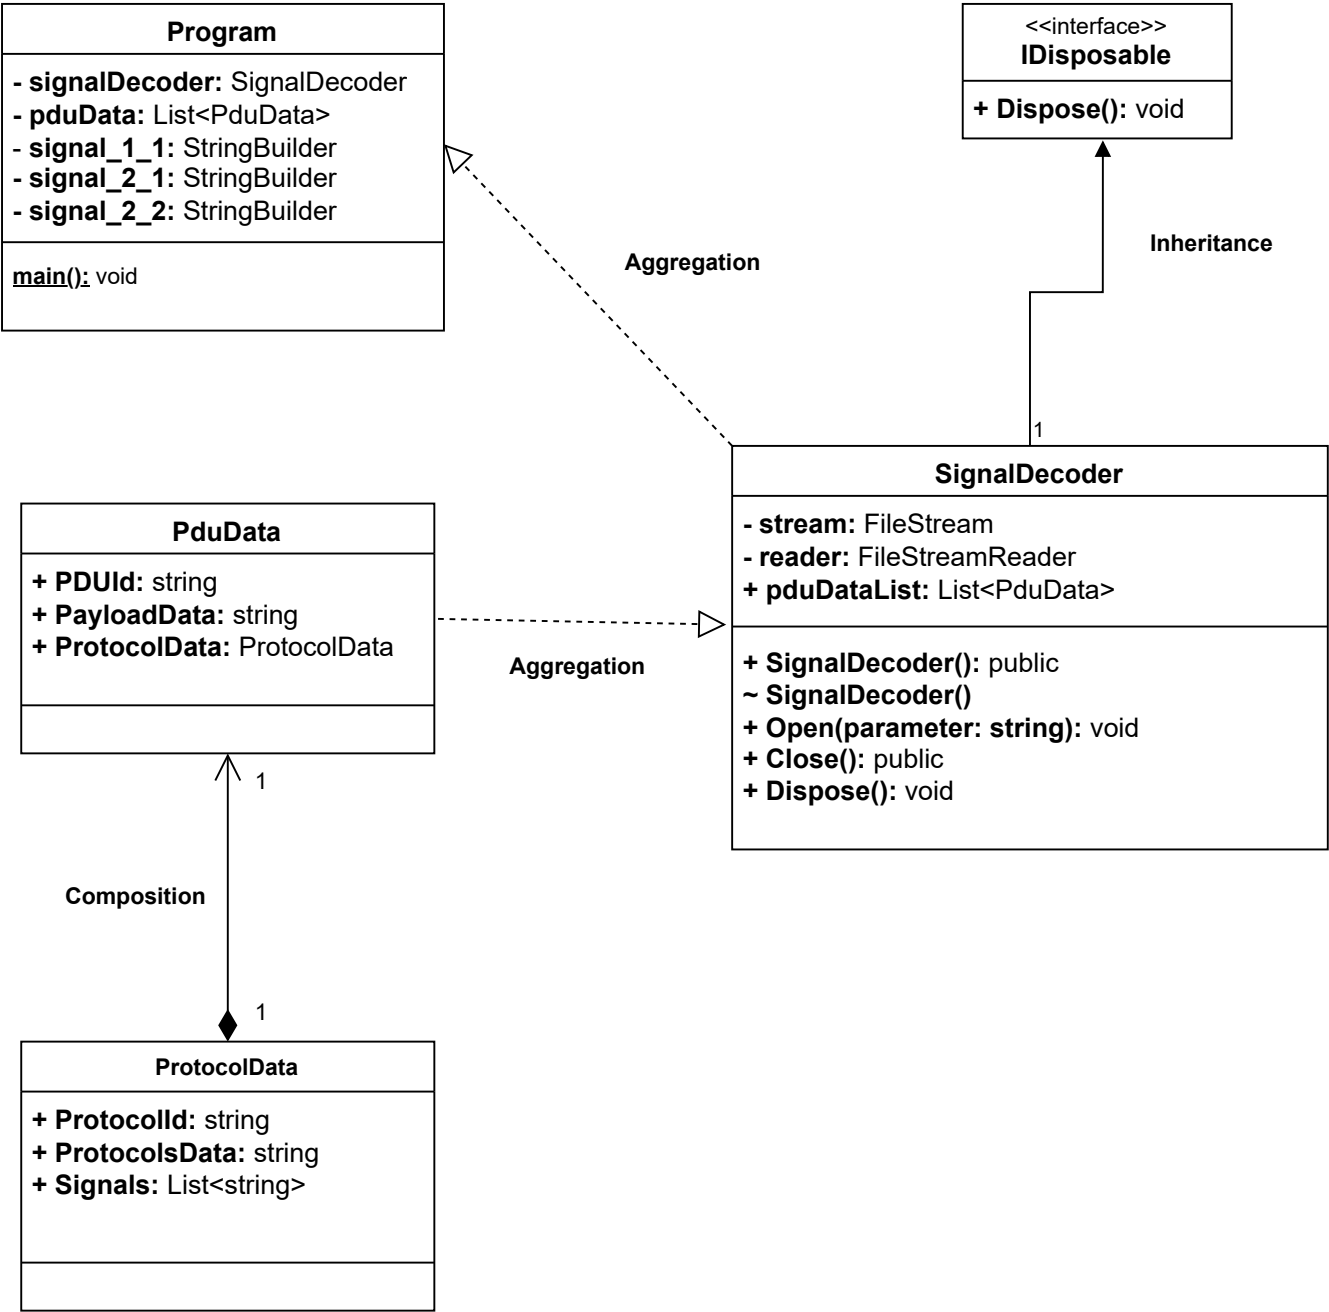 Program
- signalDecoder: SignalDecoder
- pduData: List<PduData>
- signal_1_1: StringBuilder
- signal_2_1: StringBuilder
- signal_2_2: StringBuilder
main(): void
<<interface>>
IDisposable
+ Dispose(): void
Aggregation
Inheritance
1
SignalDecoder
- stream: FileStream
- reader: FileStreamReader
+ pduDataList: List<PduData>
+ SignalDecoder(): public
~ SignalDecoder()
+ Open(parameter: string): void
+ Close(): public
+ Dispose(): void
PduData
+ PDUId: string
+ PayloadData: string
+ ProtocolData: ProtocolData
Aggregation
1
Composition
1
ProtocolData
+ ProtocolId: string
+ ProtocolsData: string
+ Signals: List<string>